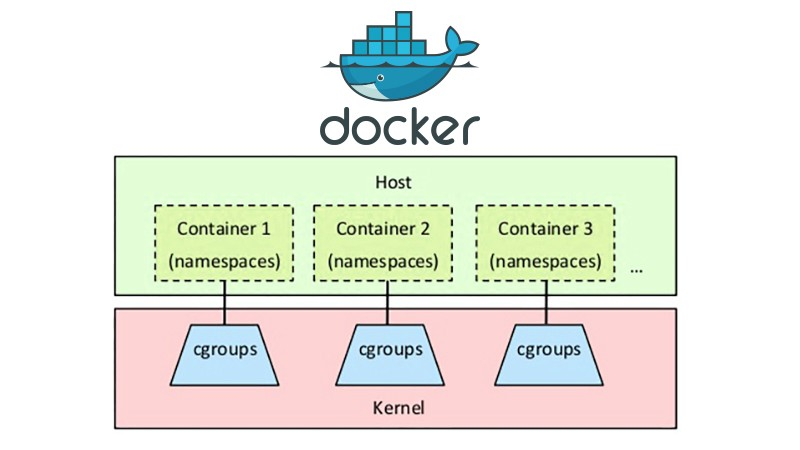 docker
Host
Container 1
(namespaces)
Container 2
(namespaces)
Container 3
(namespaces)
...
cgroups
cgroups
cgroups
Kernel